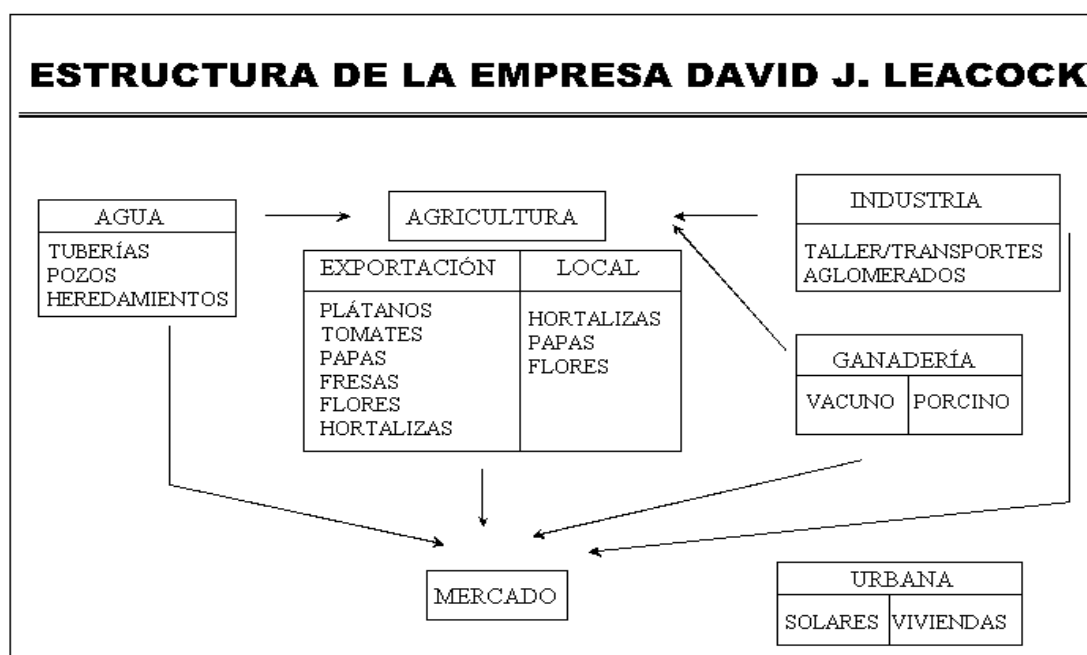 ESTRUCTURA DE LA EMPRESA DAVID J. LEACOCK
AGUA
TUBERÍAS
POZOS
HEREDAMIENTOS
AGRICULTURA
EXPORTACIÓN
PLÁTANOS
TOMATES
PAPAS
FRESAS
FLORES
HORTALIZAS
LOCAL
HORTALIZAS
PAPAS
FLORES
INDUSTRIA
TALLER/TRANSPORTES
AGLOMERADOS
GANADERÍA
VACUNO PORCINO
MERCADO
URBANA
SOLARES VIVIENDAS